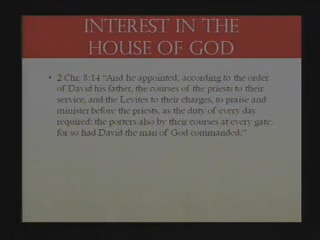 INTEREST IN THE
HOUSE OF GOD
• 2 Chr. 8:14 "And he appointed, according to the order
of David his father, the courses of the priests to their
service, and the Levites to their charges, to praise and
minister before the priests, as the duty of every day
required: the porters also by their courses at every gate:
for so had David the man of God commanded."